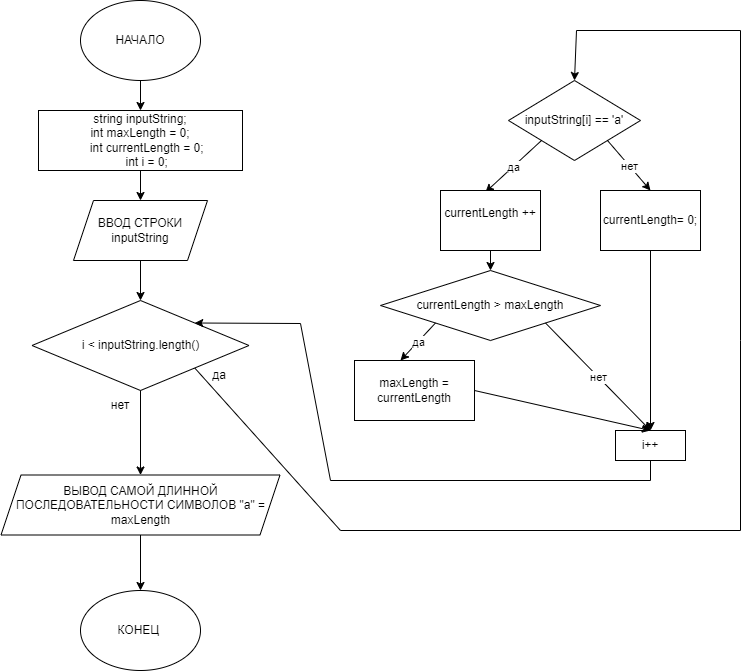 НАЧАЛО
string inputString;
int maxLength = 0;
int currentLength = 0;
int i = 0;
ВВОД СТРОКИ
inputString
i < inputString.length()
да
нет
ВЫВОД САМОЙ ДЛИННОЙ
ПОСЛЕДОВАТЕЛЬНОСТИ СИМВОЛОВ "a" =
maxLength
КОНЕЦ
inputString[i] == 'a'
да
нет
currentLength ++
currentLength= 0;
currentLength > maxLength
да
нет
maxLength =
currentLength
i++